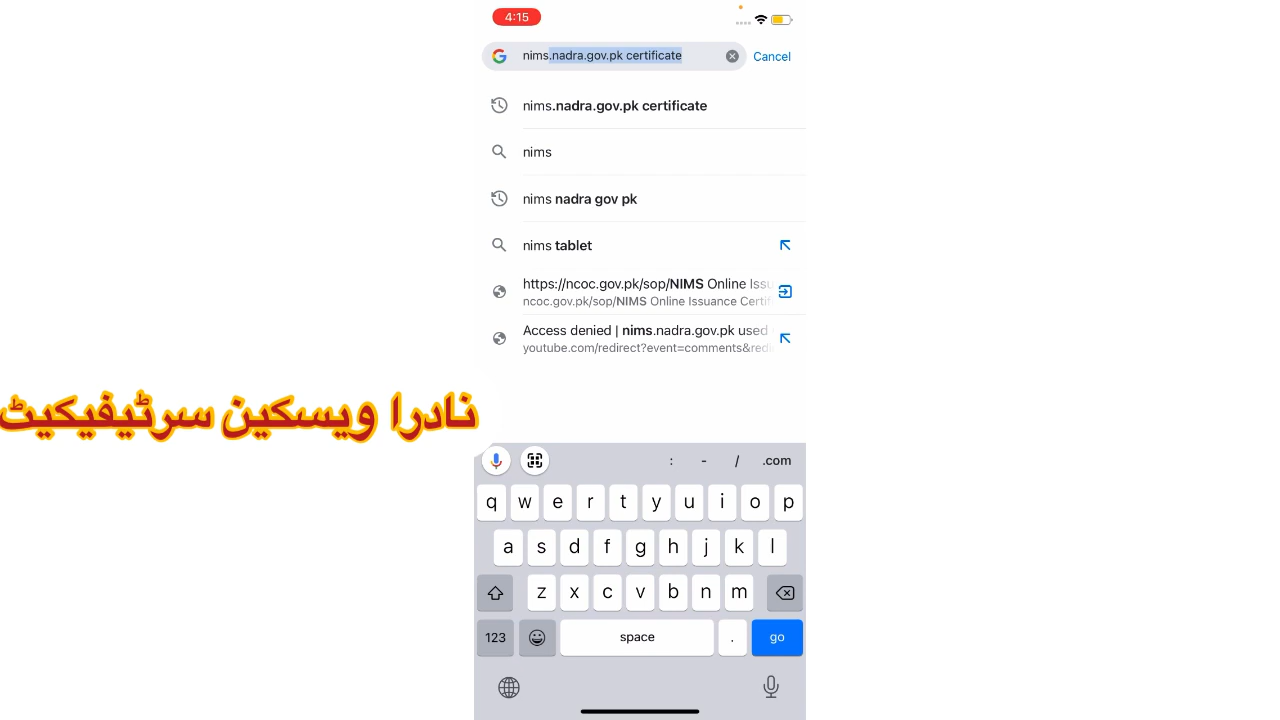 4:15
nims.nadra.gov.pk certificate
Cancel
nims.nadra.gov.pk certificate
nims
nims nadra gov pk
nims tablet
https://ncoc.gov.pk/sop/NIMS Online Issu
ncoc.gov.pk/sop/NIMS Online Issuance Certif
Access denied | nims.nadra.gov.pk used
youtube.com/redirect?event=comments&redi
نادرا ویسکین سرٹیفیکیٹ
: - / .com
q w e r t y u i o p
a s d f g h j k l
z x c v b n m
123 space . go